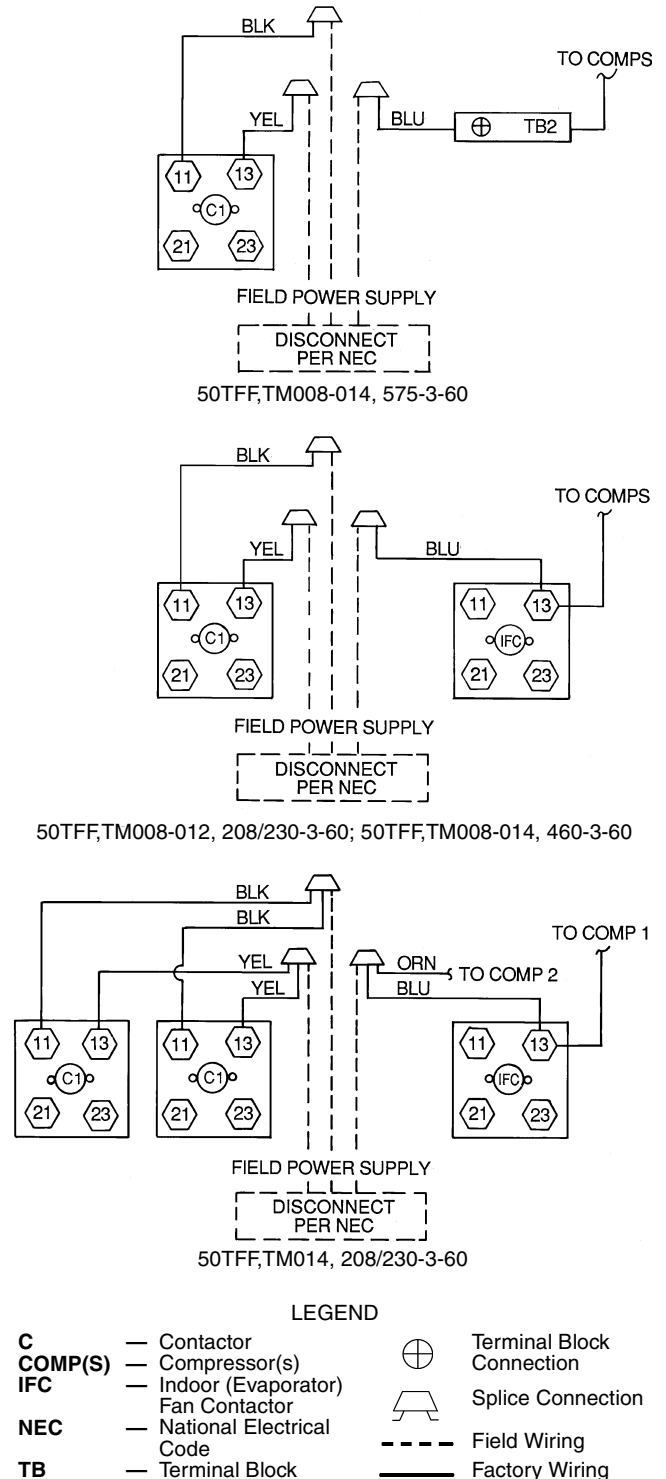 BLK
TO COMPS
YEL
BLU
TB2
11
13
C1
21
23
FIELD POWER SUPPLY
DISCONNECT
PER NEC
50TFF,TM008-014, 575-3-60
BLK
TO COMPS
YEL
BLU
11
13
11
13
C1
IFC
21
23
21
23
FIELD POWER SUPPLY
DISCONNECT
PER NEC
50TFF,TM008-012, 208/230-3-60; 50TFF,TM008-014, 460-3-60
BLK
BLK
TO COMP 1
YEL
ORN
TO COMP 2
YEL
BLU
11
13
11
13
11
13
C1
C1
IFC
21
23
21
23
21
23
FIELD POWER SUPPLY
DISCONNECT
PER NEC
50TFF,TM014, 208/230-3-60
LEGEND
C — Contactor
COMP(S) — Compressor(s)
IFC — Indoor (Evaporator)
Fan Contactor
NEC — National Electrical
Code
TB — Terminal Block
Terminal Block
Connection
Splice Connection
Field Wiring
Factory Wiring